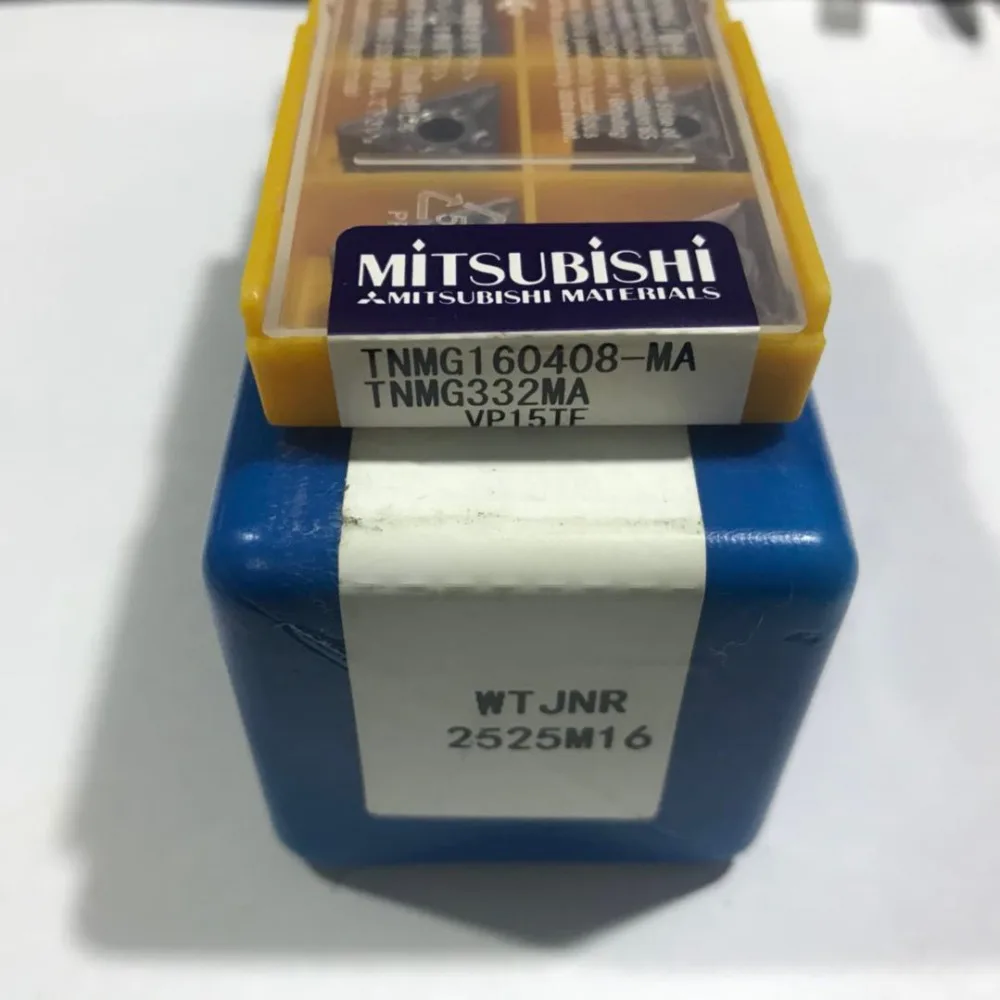 MITSUBISHI
MITSUBISHI MATERIALS
TNMG160408-MA
TNMG332MA
VP15TF
WTJNR
2525M16